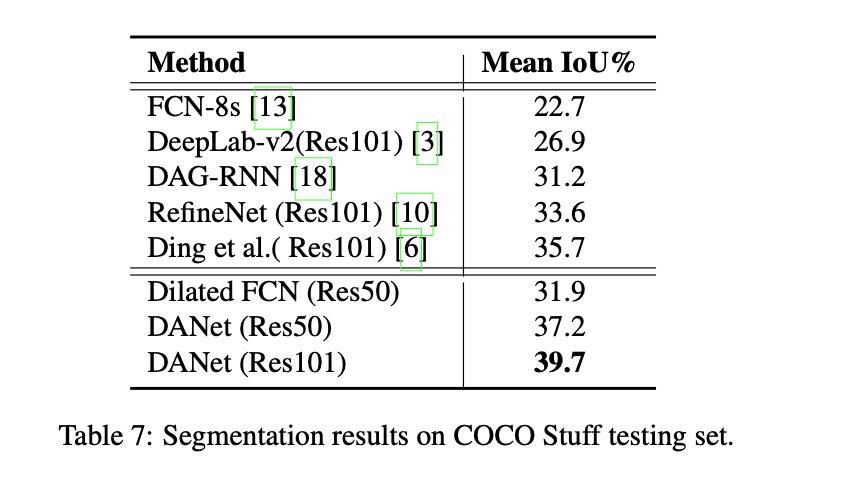 Method Mean IoU%
FCN-8s [13] 22.7
DeepLab-v2(Res101) [3] 26.9
DAG-RNN [18] 31.2
RefineNet (Res101) [10] 33.6
Ding et al.( Res101) [6] 35.7
Dilated FCN (Res50) 31.9
DANet (Res50) 37.2
DANet (Res101) 39.7
Table 7: Segmentation results on COCO Stuff testing set.